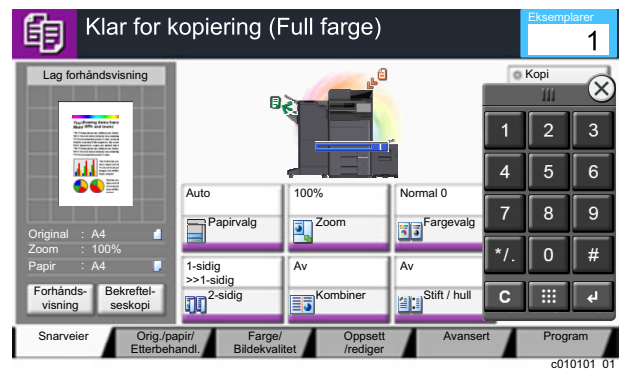 Klar for kopiering (Full farge)
Eksemplarer
1
Lag forhåndsvisning
Original : A4
Zoom : 100%
Papir : A4
Forhånds-
visning
Bekreftel-
seskopi
Kopi
Auto
Papirvalg
100%
Zoom
Normal 0
Fargevalg
1-sidig
>>1-sidig
2-sidig
Av
Kombiner
Av
Stift / hull
1 2 3
4 5 6
7 8 9
*/. 0 #
C
Snarveier
Orig./papir/
Etterbehandl.
Farge/
Bildekvalitet
Oppsett
/rediger
Avansert
Program
c010101_01